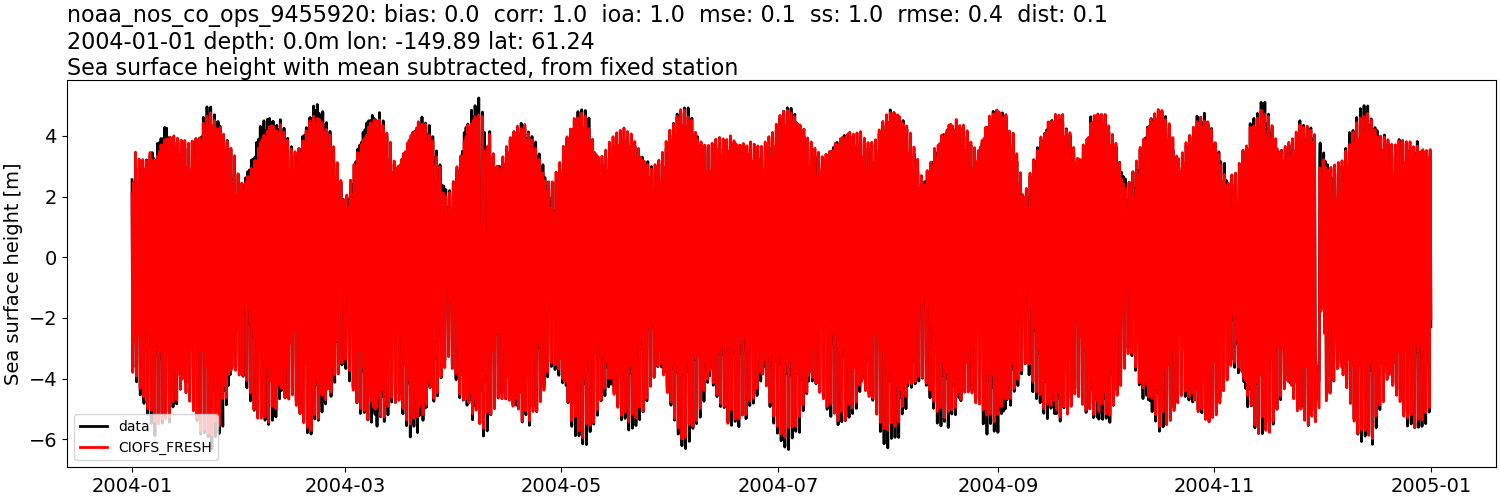 noaa_nos_co_ops_9455920: bias: 0.0  corr: 1.0  ioa: 1.0  mse: 0.1  ss: 1.0  rmse: 0.4  dist: 0.1
2004-01-01 depth: 0.0m lon: -149.89 lat: 61.24
Sea surface height with mean subtracted, from fixed station
Sea surface height [m]
4
2
0
−2
−4
−6
data
CIOFS_FRESH
2004-01
2004-03
2004-05
2004-07
2004-09
2004-11
2005-01